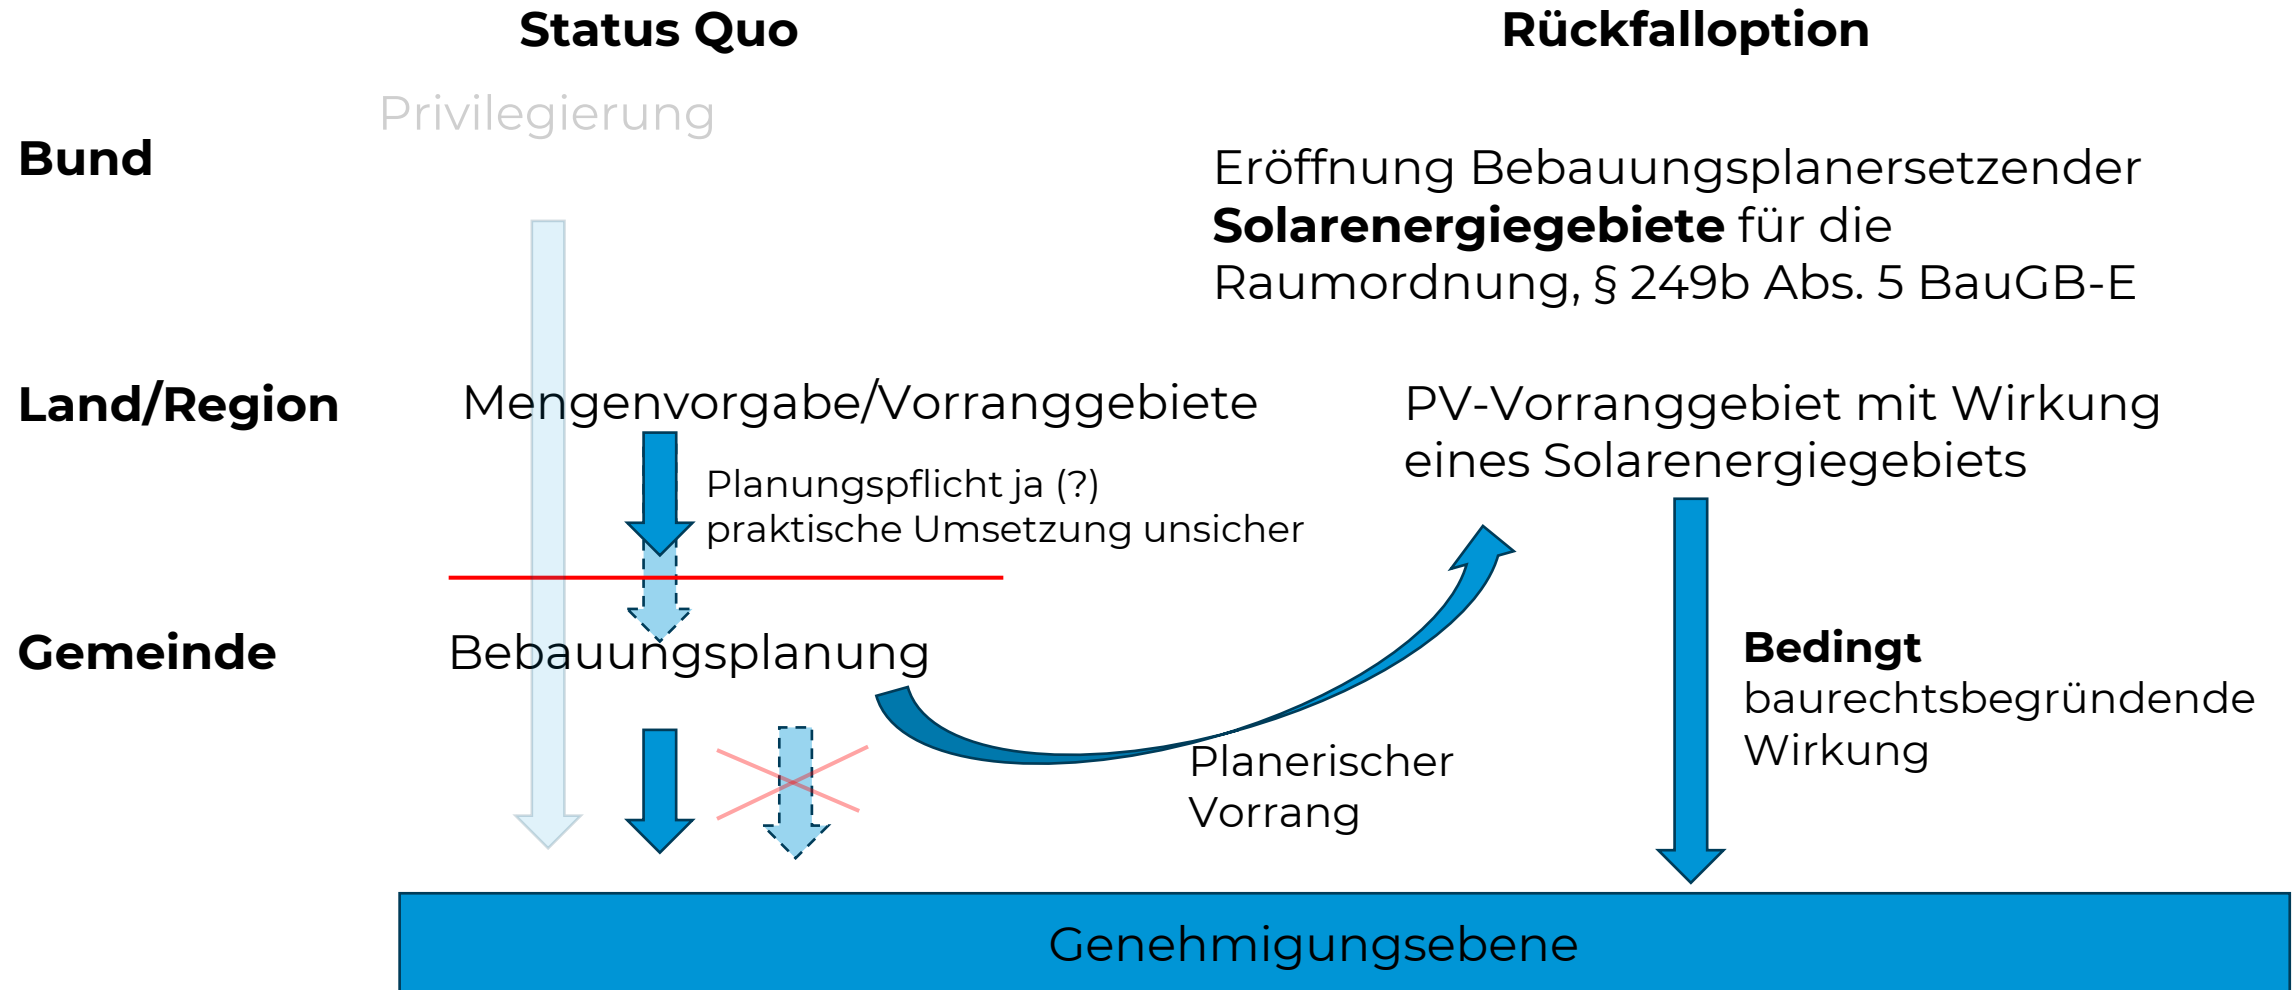 Status Quo
Rückfalloption
Privilegierung
Bund
Eröffnung Bebauungsplanersetzender
Solarenergiegebiete für die
Raumordnung, § 249b Abs. 5 BauGB-E
Land/Region
Mengenvorgabe/Vorranggebiete
PV-Vorranggebiet mit Wirkung
eines Solarenergiegebiets
Planungspflicht ja (?)
praktische Umsetzung unsicher
Gemeinde
Bebauungsplanung
Bedingt
baurechtsbegründende
Wirkung
Planerischer
Vorrang
Genehmigungsebene